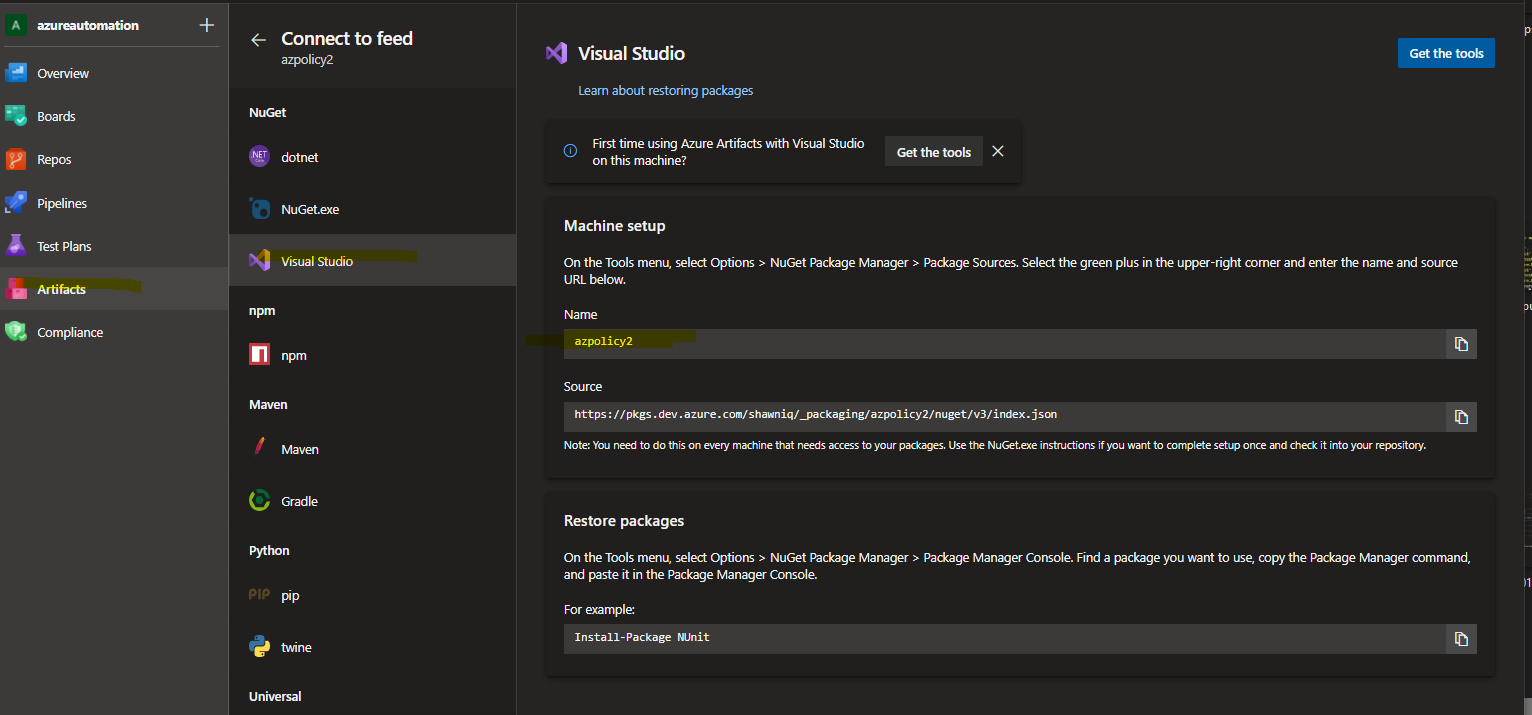 A azureautomation
Overview
Boards
Repos
Pipelines
Test Plans
Artifacts
Compliance
Connect to feed
azpolicy2
NuGet
.NET Core dotnet
NuGet.exe
Visual Studio
npm
npm
Maven
Maven
Gradle
Python
PIP pip
twine
Universal
Visual Studio
Get the tools
Learn about restoring packages
First time using Azure Artifacts with Visual Studio
on this machine?
Get the tools
Machine setup
On the Tools menu, select Options > NuGet Package Manager > Package Sources. Select the green plus in the upper-right corner and enter the name and source
URL below.
Name
azpolicy2
Source
https://pkgs.dev.azure.com/shawniq/_packaging/azpolicy2/nuget/v3/index.json
Note: You need to do this on every machine that needs access to your packages. Use the NuGet.exe instructions if you want to complete setup once and check it into your repository.
Restore packages
On the Tools menu, select Options > NuGet Package Manager > Package Manager Console. Find a package you want to use, copy the Package Manager command,
and paste it in the Package Manager Console.
For example:
Install-Package NUnit